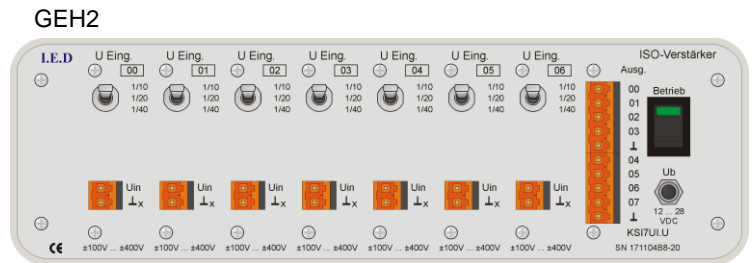 GEH2
I.E.D U Eing. U Eing. U Eing. U Eing. U Eing. U Eing. U Eing. ISO-Verstärker
00 01 02 03 04 05 06 Ausg.
1/10 1/10 1/10 1/10 1/10 1/10 1/10 00 Betrieb
1/20 1/20 1/20 1/20 1/20 1/20 1/20 01
1/40 1/40 1/40 1/40 1/40 1/40 1/40 02
03
⊥
04
05 Ub
Uin Uin Uin Uin Uin Uin Uin 06
⊥x ⊥x ⊥x ⊥x ⊥x ⊥x ⊥x 07
⊥ 12 ... 28
VDC
KSI7UI.U
CE ±100V ... ±400V ±100V ... ±400V ±100V ... ±400V ±100V ... ±400V ±100V ... ±400V ±100V ... ±400V ±100V ... ±400V SN 171104B8-20